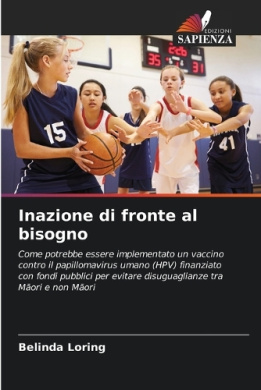 EDIZIONI
SAPIENZA
35
15
41
Inazione di fronte al
bisogno
Come potrebbe essere implementato un vaccino
contro il papillomavirus umano (HPV) finanziato
con fondi pubblici per evitare disuguaglianze tra
Māori e non Māori
Belinda Loring